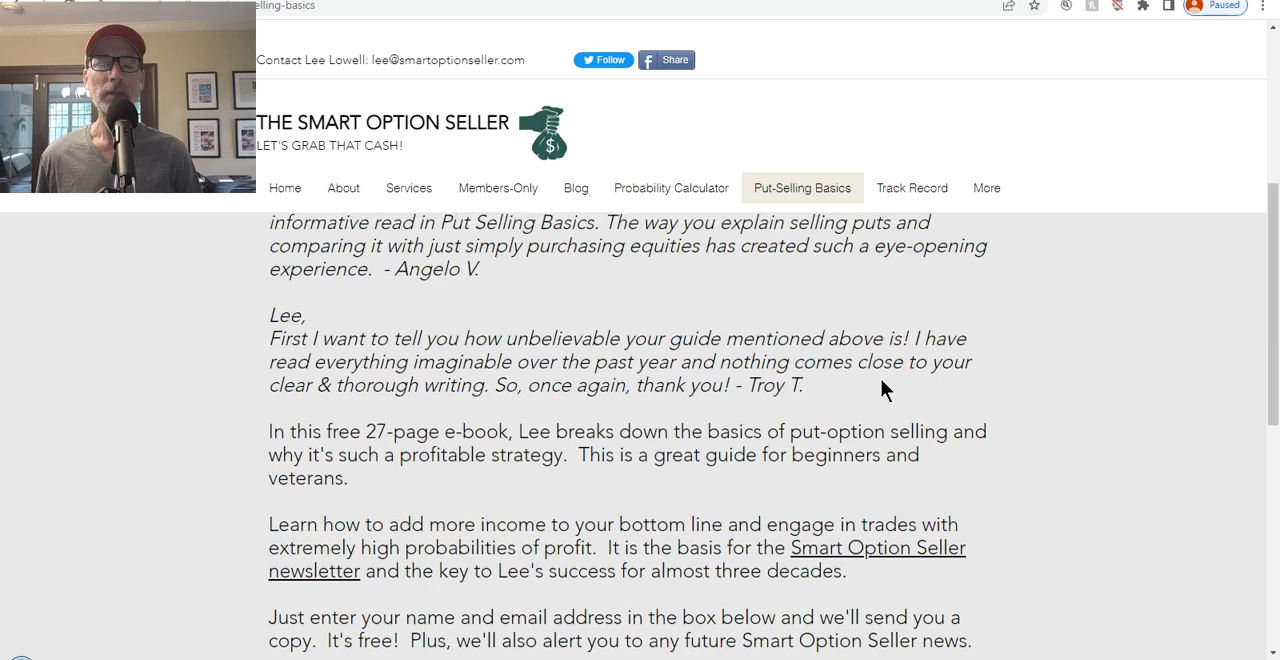 elling-basics
Paused
Contact Lee Lowell: lee@smartoptionseller.com
Follow
Share
THE SMART OPTION SELLER
LET'S GRAB THAT CASH!
$
Home About Services Members-Only Blog Probability Calculator Put-Selling Basics Track Record More
informative read in Put Selling Basics. The way you explain selling puts and
comparing it with just simply purchasing equities has created such a eye-opening
experience. - Angelo V.
Lee,
First I want to tell you how unbelievable your guide mentioned above is! I have
read everything imaginable over the past year and nothing comes close to your
clear & thorough writing. So, once again, thank you! - Troy T.
In this free 27-page e-book, Lee breaks down the basics of put-option selling and
why it's such a profitable strategy. This is a great guide for beginners and
veterans.
Learn how to add more income to your bottom line and engage in trades with
extremely high probabilities of profit. It is the basis for the Smart Option Seller
newsletter and the key to Lee's success for almost three decades.
Just enter your name and email address in the box below and we'll send you a
copy. It's free! Plus, we'll also alert you to any future Smart Option Seller news.